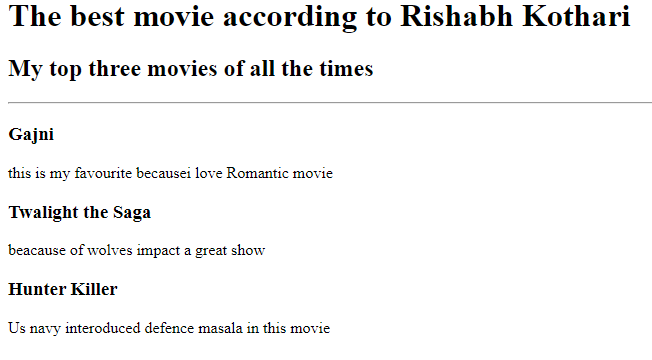 The best movie according to Rishabh Kothari
My top three movies of all the times
Gajni
this is my favourite becausei love Romantic movie
Twalight the Saga
beacause of wolves impact a great show
Hunter Killer
Us navy interoduced defence masala in this movie